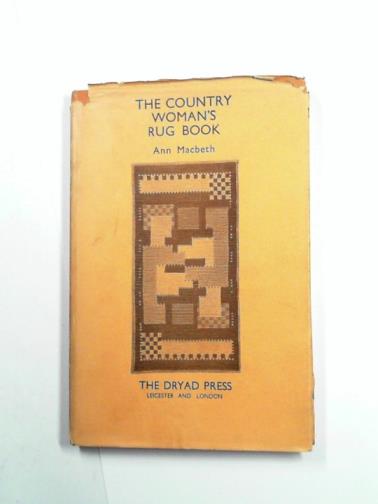 THE COUNTRY
WOMAN'S
RUG BOOK
Ann Macbeth
THE DRYAD PRESS
LEICESTER AND LONDON